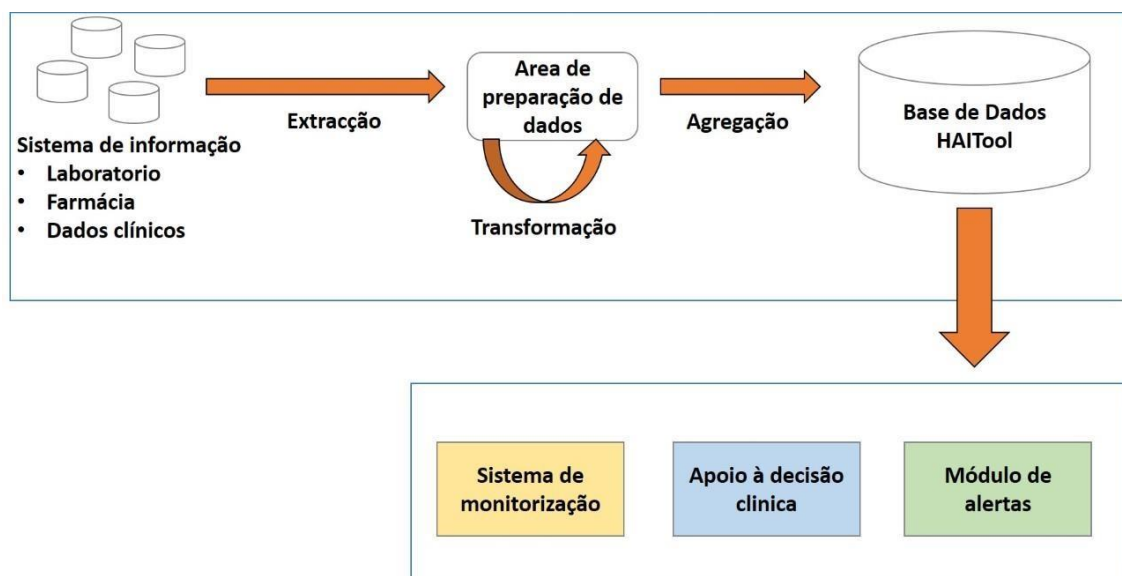 Sistema de informação
• Laboratorio
• Farmácia
• Dados clínicos
Extracção
Area de
preparação de
dados
Transformação
Agregação
Base de Dados
HAITool
Sistema de
monitorização
Apoio à decisão
clinica
Módulo de
alertas